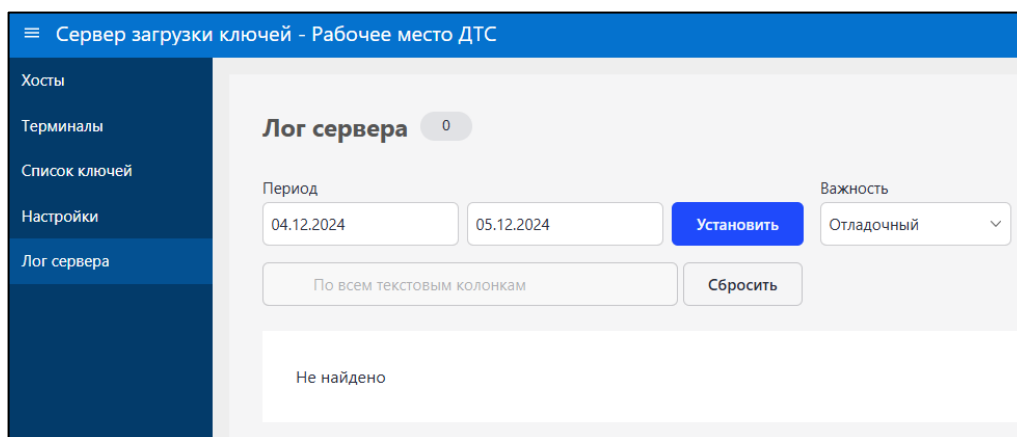 Сервер загрузки ключей - Рабочее место ДТС
Хосты
Терминалы
Список ключей
Настройки
Лог сервера
Лог сервера 0
Период Важность
04.12.2024 05.12.2024 Установить Отладочный
По всем текстовым колонкам Сбросить
Не найдено